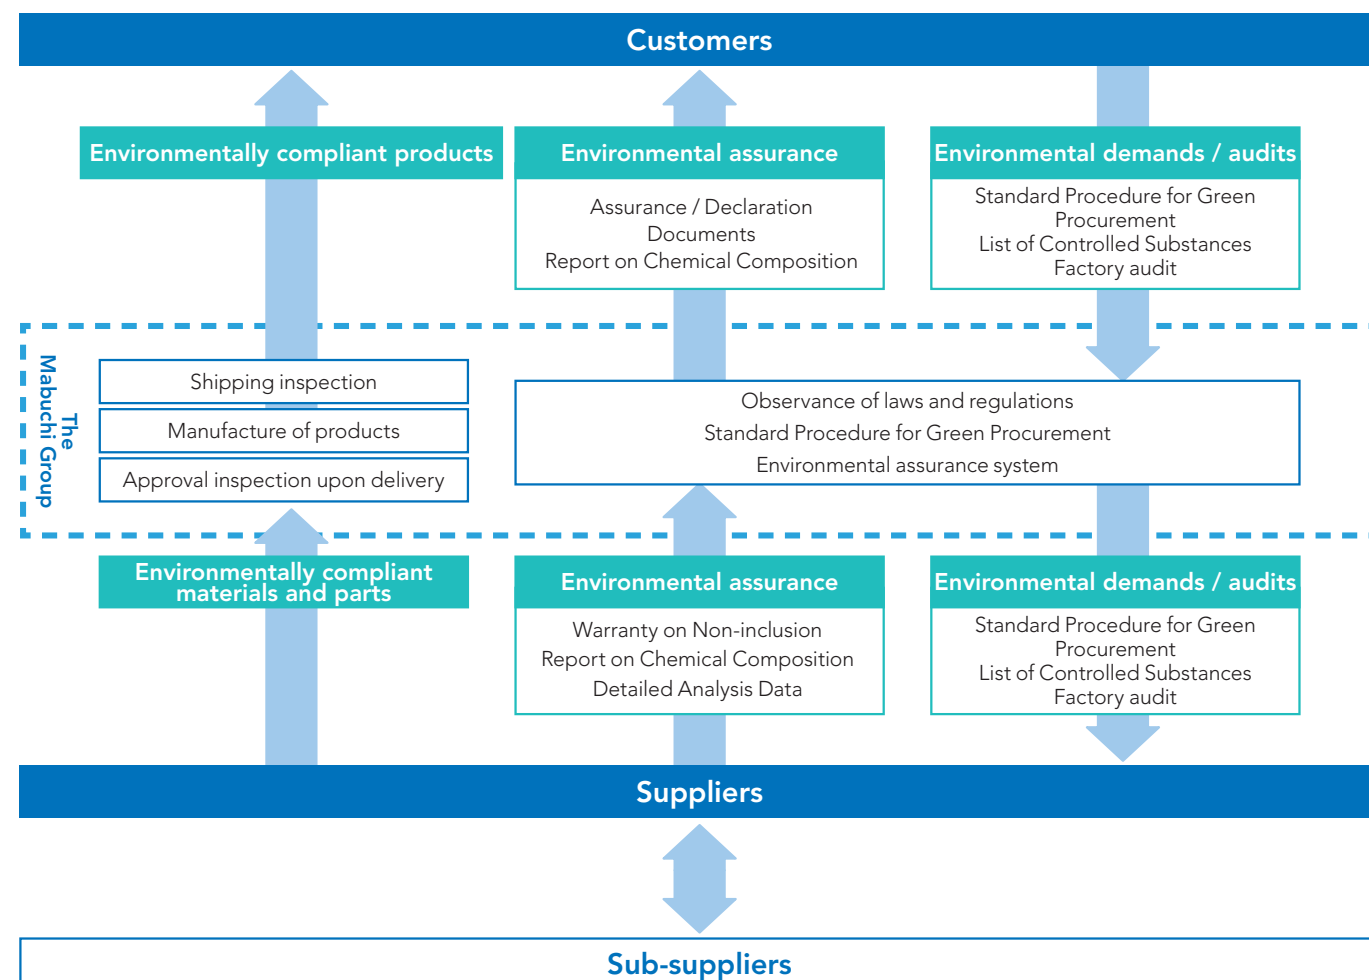 Customers
Environmentally compliant products
Environmental assurance
Assurance / Declaration
Documents
Report on Chemical Composition
Environmental demands / audits
Standard Procedure for Green
Procurement
List of Controlled Substances
Factory audit
The
Mabuchi Group
Shipping inspection
Manufacture of products
Approval inspection upon delivery
Observance of laws and regulations
Standard Procedure for Green Procurement
Environmental assurance system
Environmentally compliant
materials and parts
Environmental assurance
Warranty on Non-inclusion
Report on Chemical Composition
Detailed Analysis Data
Environmental demands / audits
Standard Procedure for Green
Procurement
List of Controlled Substances
Factory audit
Suppliers
Sub-suppliers